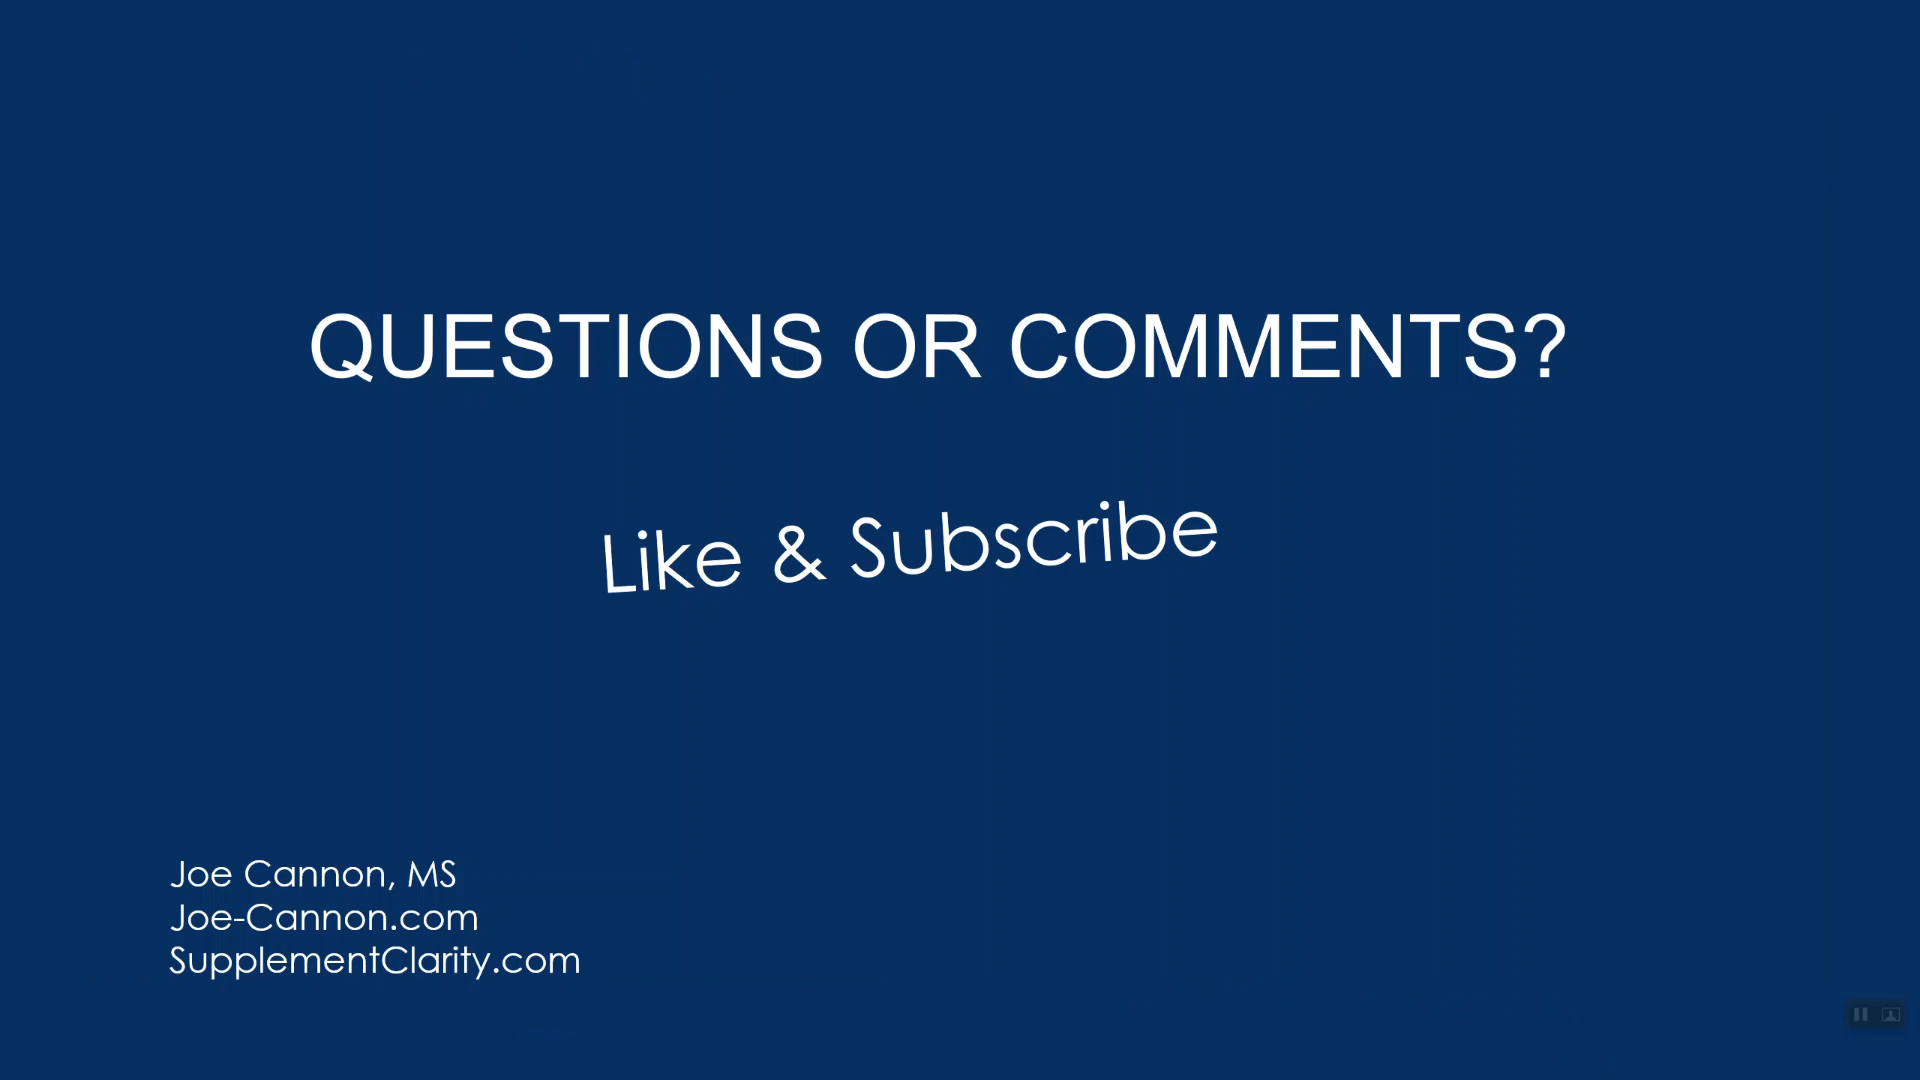 QUESTIONS OR COMMENTS?
Like & Subscribe
Joe Cannon, MS
Joe-Cannon.com
SupplementClarity.com